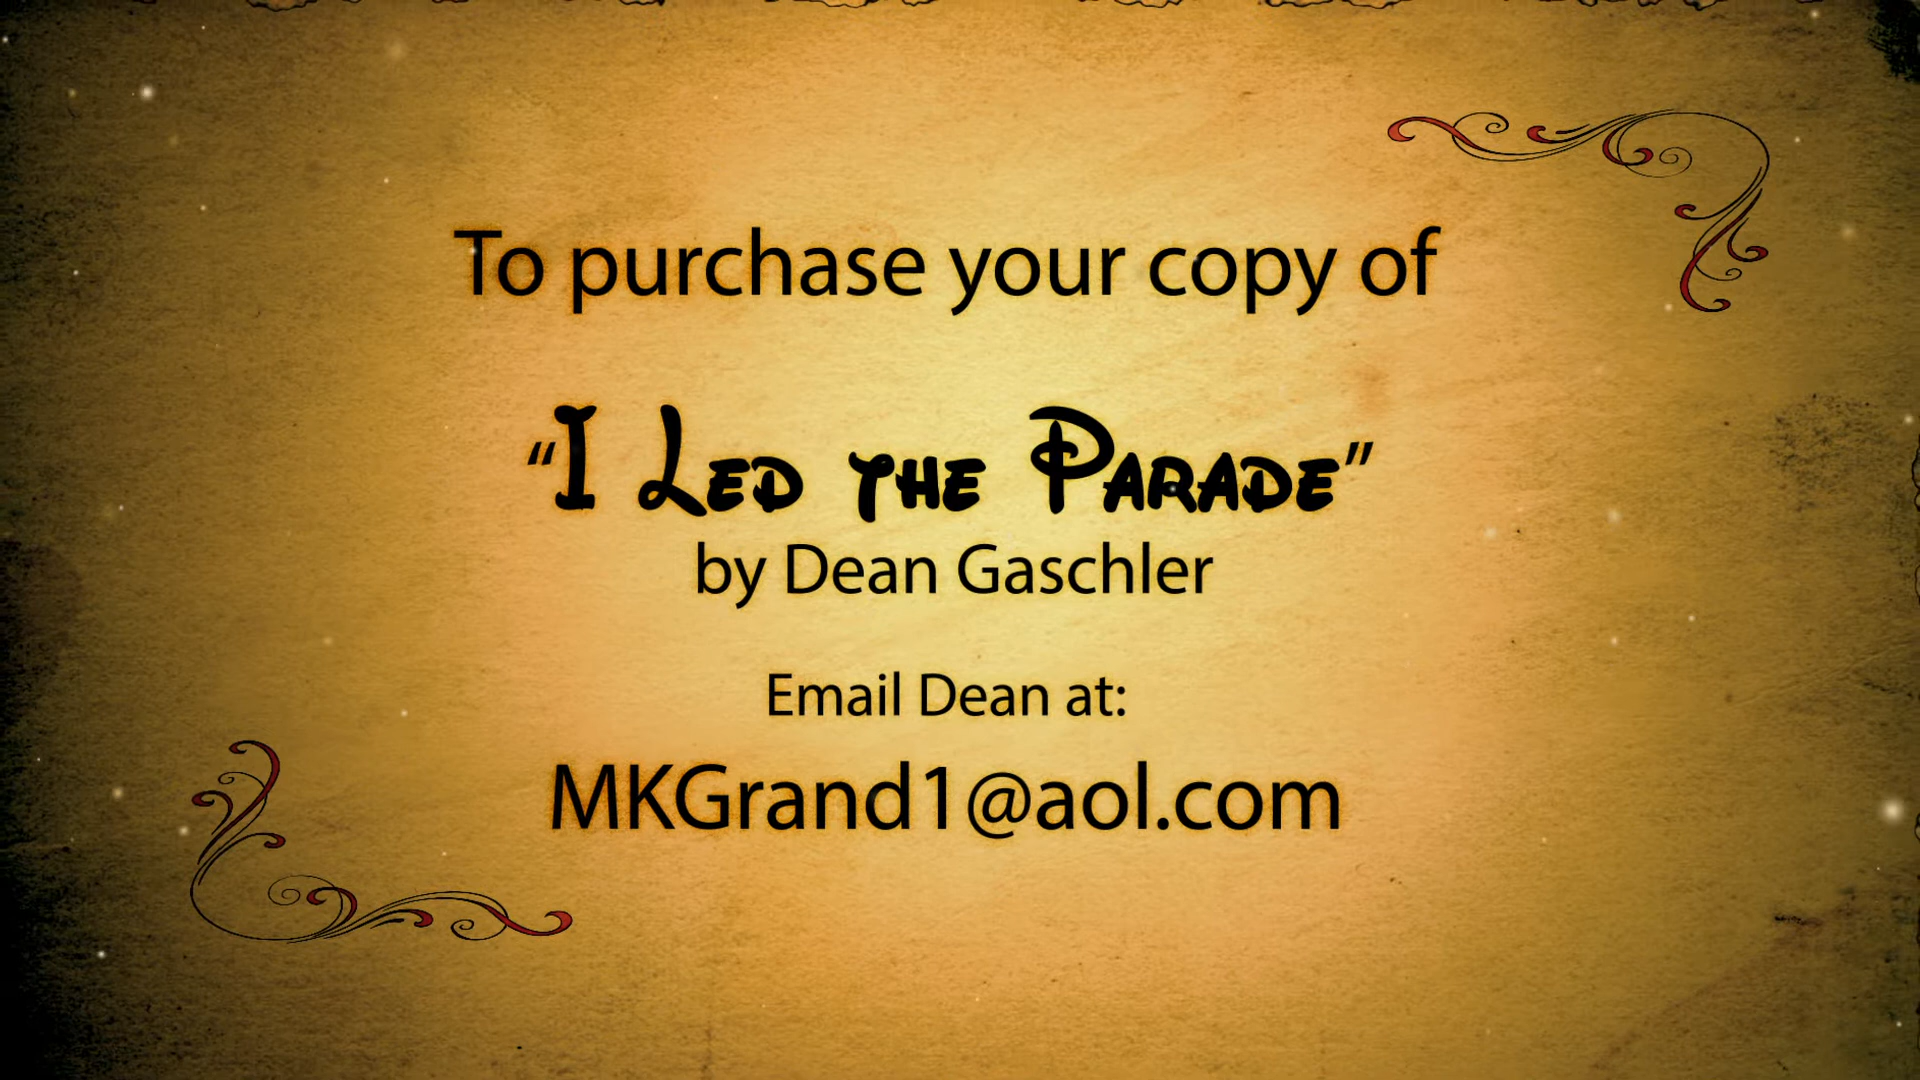 To purchase your copy of
“I Led the Parade”
by Dean Gaschler
Email Dean at:
MKGrand1@aol.com